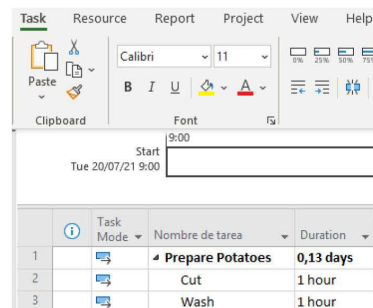 Task Resource Report Project View Help
Calibri 11
0% 25% 50% 75%
Paste
B I U A
Clipboard Font
9:00
Start
Tue 20/07/21 9:00
Task
Mode Nombre de tarea Duration
1 Prepare Potatoes 0,13 days
2 Cut 1 hour
3 Wash 1 hour